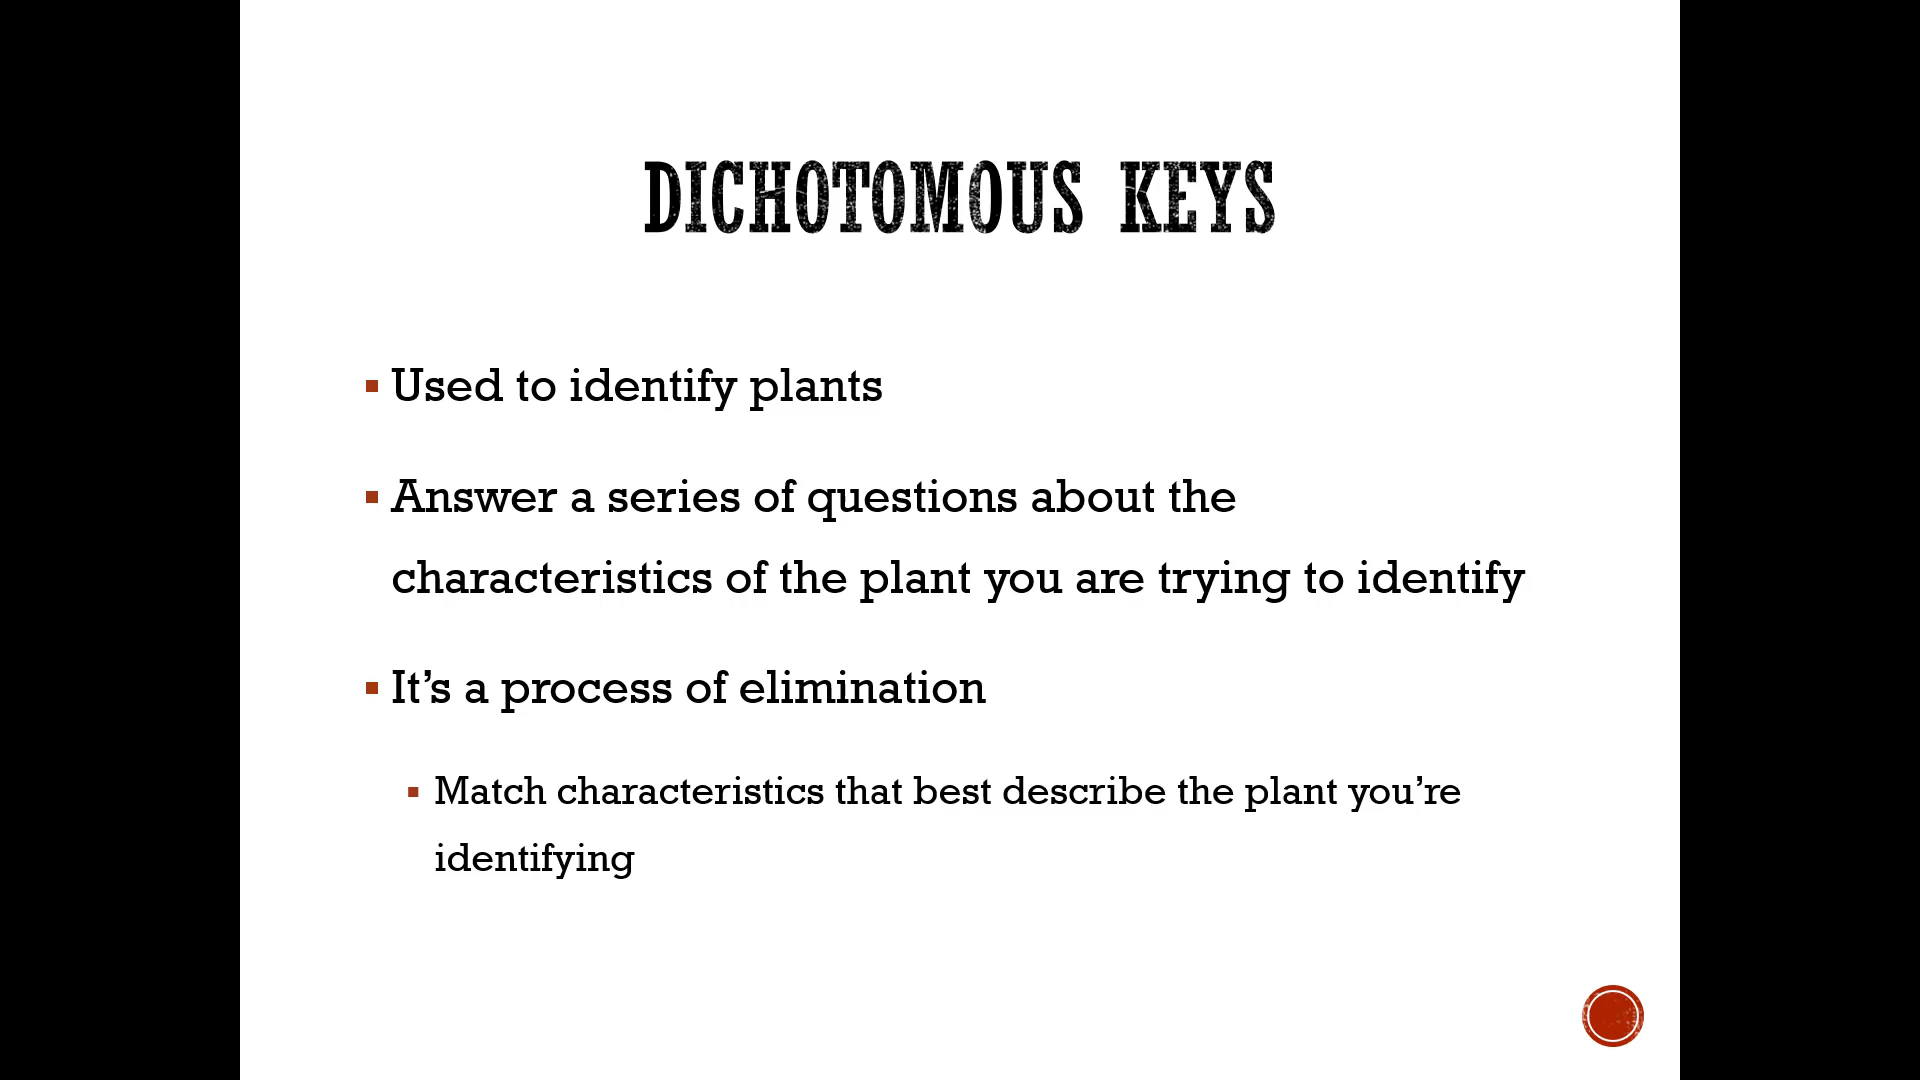 DICHOTOMOUS KEYS
▪ Used to identify plants
▪ Answer a series of questions about the
characteristics of the plant you are trying to identify
▪ It’s a process of elimination
▪ Match characteristics that best describe the plant you’re
identifying